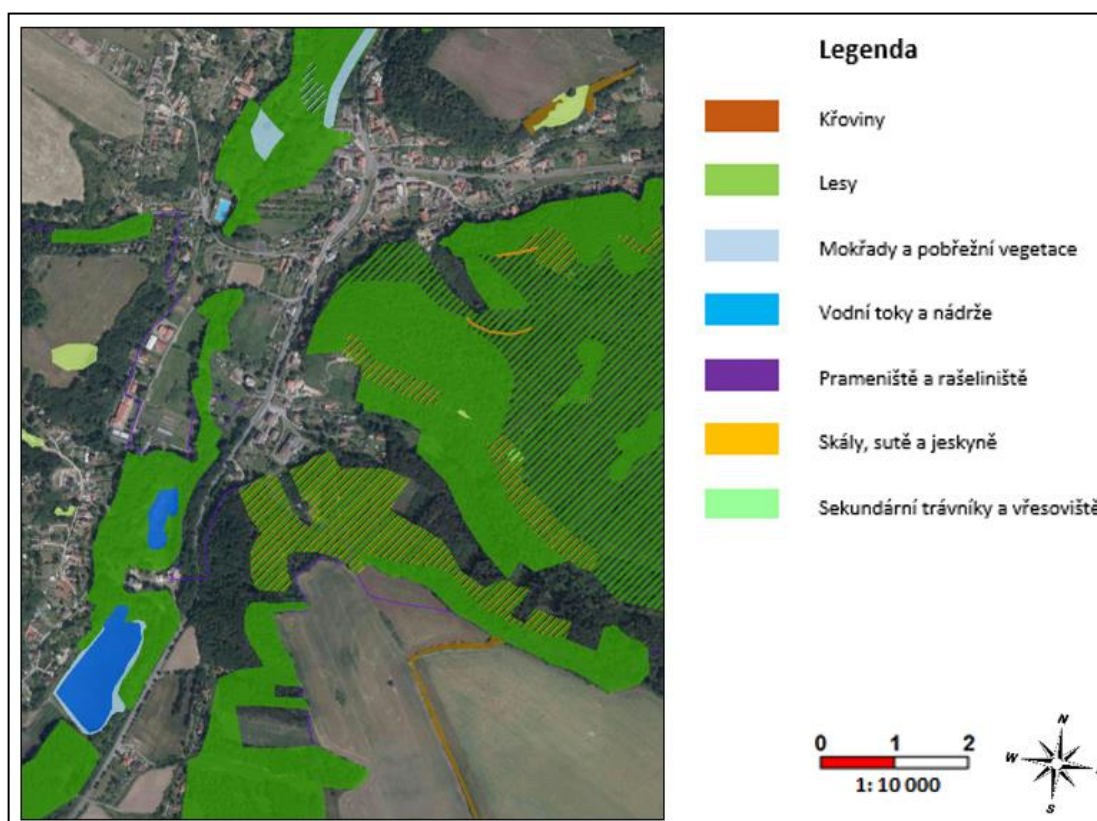 Legenda
Křoviny
Lesy
Mokřady a pobřežní vegetace
Vodní toky a nádrže
Prameniště a rašeliniště
Skály, sutě a jeskyně
Sekundární trávníky a vřesoviště
0 1 2
1: 10 000
N
W
S